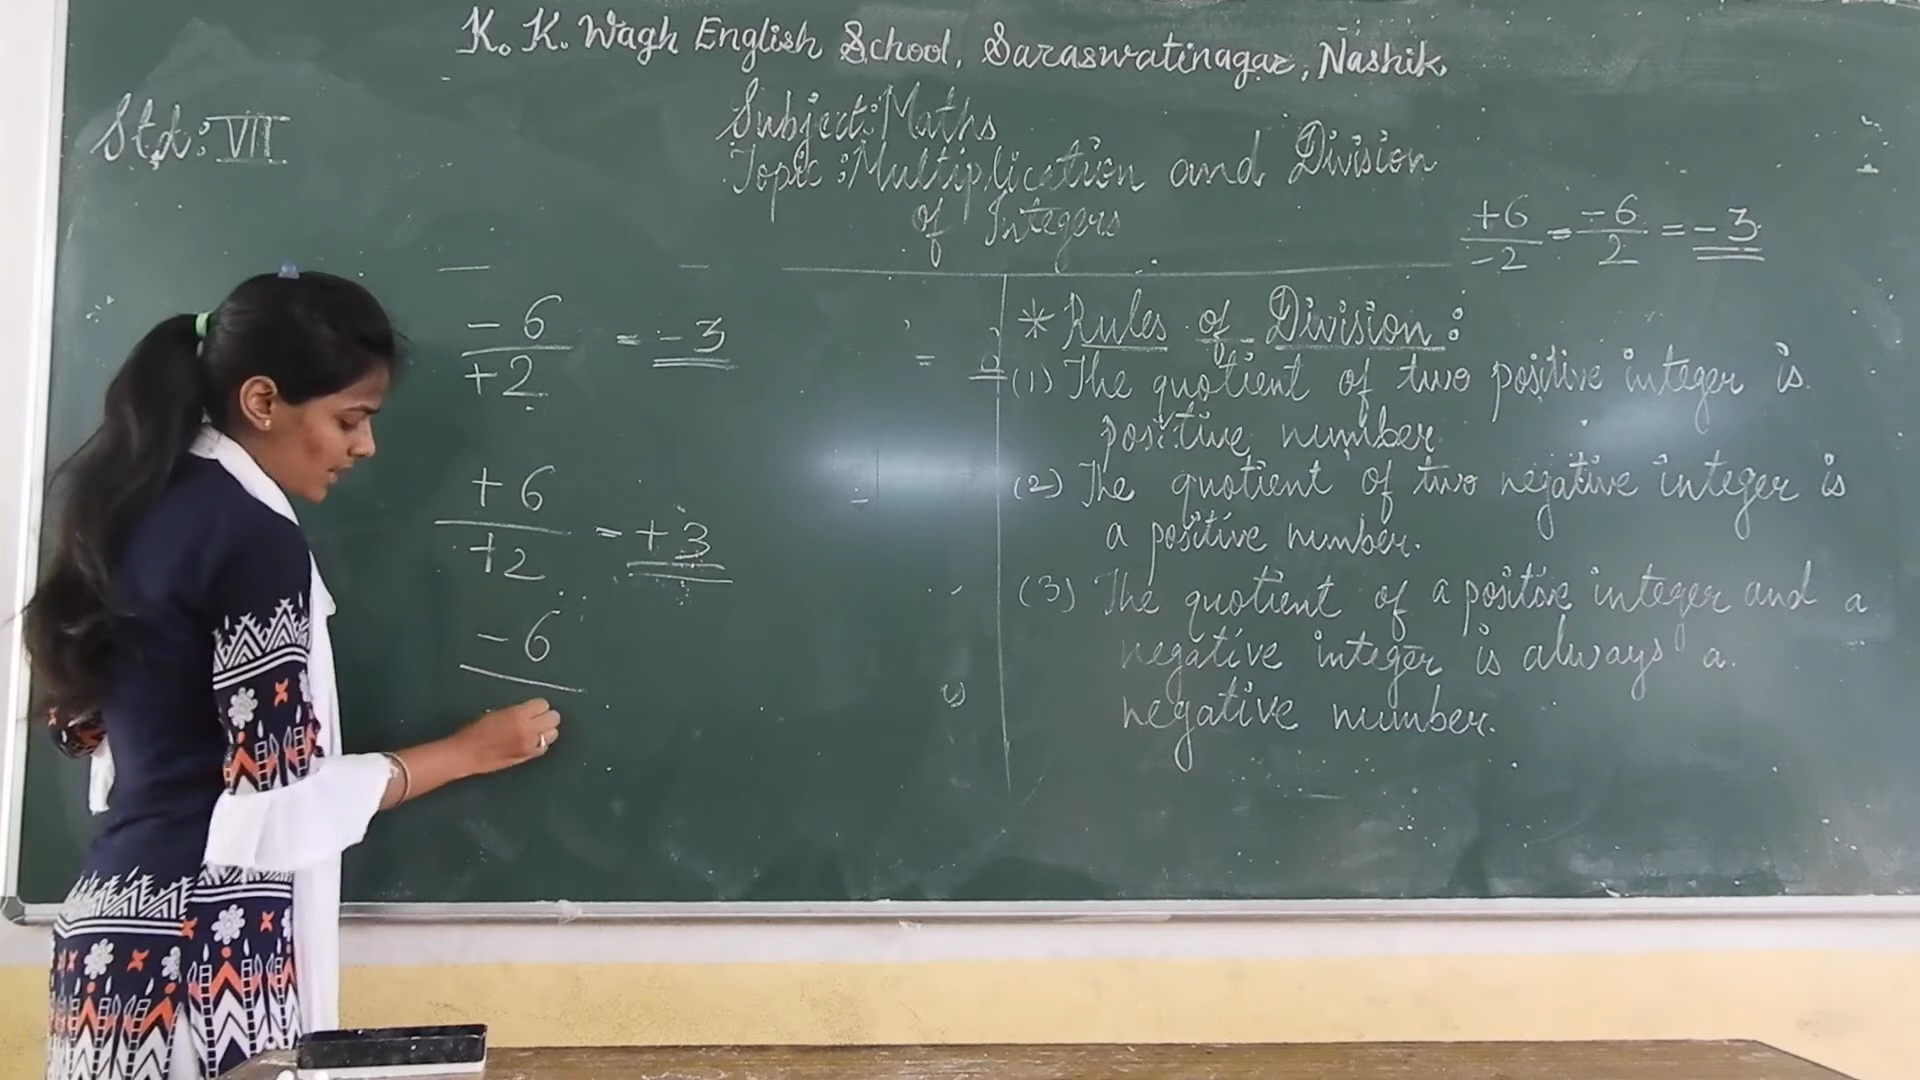 K. K. Wagh English School, Saraswatinagar, Nashik.
Std: VII
Subject: Maths
Topic: Multiplication and Division
of Integers
+6/-2 = -6/2 = -3
-6/+2 = -3
+6/+2 = +3
-6
* Rules of Division:
(1) The quotient of two positive integer is
positive number
(2) The quotient of two negative integer is
a positive number.
(3) The quotient of a positive integer and a
negative integer is always a
negative number.